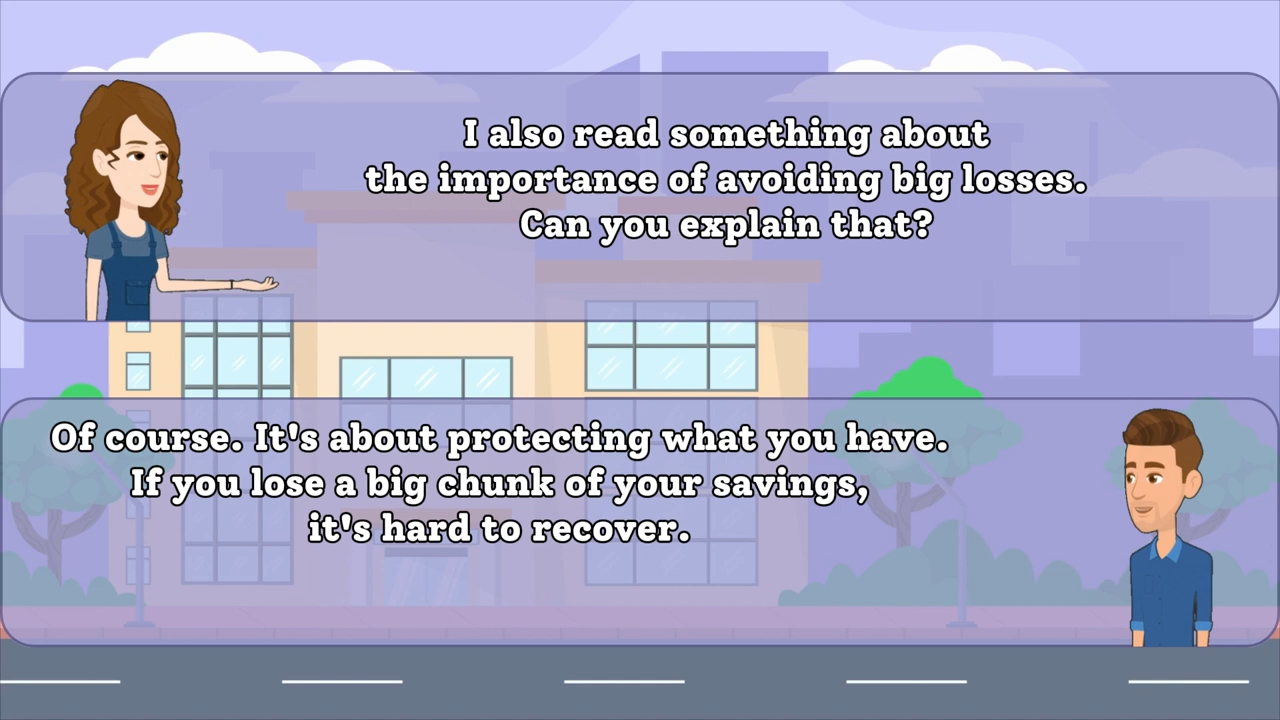 I also read something about
the importance of avoiding big losses.
Can you explain that?
Of course. It's about protecting what you have.
If you lose a big chunk of your savings,
it's hard to recover.